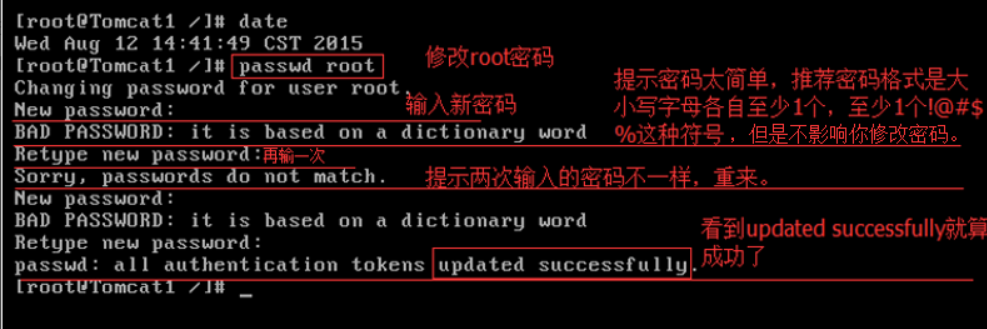 [root@Tomcat1 /]# date
Wed Aug 12 14:41:49 CST 2015
[root@Tomcat1 /]# passwd root
修改root密码
Changing password for user root.
New password:
输入新密码
提示密码太简单，推荐密码格式是大
小写字母各自至少1个，至少1个!@#$
%这种符号，但是不影响你修改密码。
BAD PASSWORD: it is based on a dictionary word
Retype new password:再输一次
Sorry, passwords do not match.
提示两次输入的密码不一样，重来。
New password:
BAD PASSWORD: it is based on a dictionary word
Retype new password:
passwd: all authentication tokens updated successfully.
看到updated successfully就算
成功了
[root@Tomcat1 /]# _